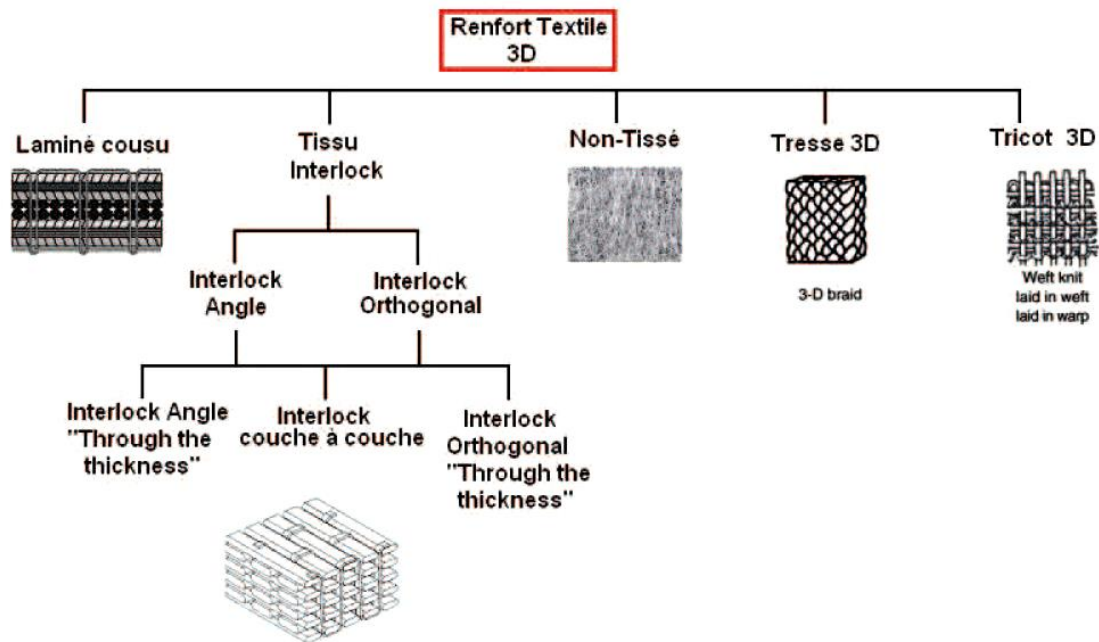 Renfort Textile
3D
Laminé cousu
Tissu
Interlock
Non-Tissé
Tresse 3D
Tricot 3D
3-D braid
Weft knit
laid in weft
laid in warp
Interlock
Angle
Interlock
Orthogonal
Interlock Angle
"Through the
thickness"
Interlock
couche à couche
Interlock
Orthogonal
"Through the
thickness"